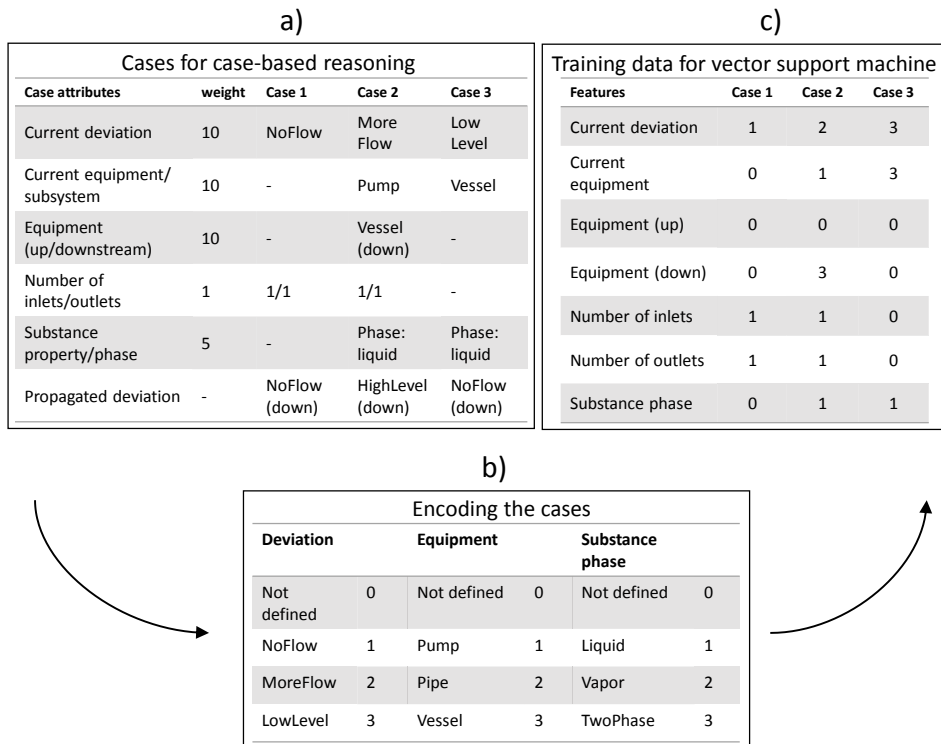 a)
Cases for case-based reasoning
Case attributes weight Case 1 Case 2 Case 3
Current deviation 10 NoFlow More Flow Low Level
Current equipment/ subsystem 10 - Pump Vessel
Equipment (up/downstream) 10 - Vessel (down) -
Number of inlets/outlets 1 1/1 1/1 -
Substance property/phase 5 - Phase: liquid Phase: liquid
Propagated deviation - NoFlow (down) HighLevel (down) NoFlow (down)
c)
Training data for vector support machine
Features Case 1 Case 2 Case 3
Current deviation 1 2 3
Current equipment 0 1 3
Equipment (up) 0 0 0
Equipment (down) 0 3 0
Number of inlets 1 1 0
Number of outlets 1 1 0
Substance phase 0 1 1
b)
Encoding the cases
Deviation Equipment Substance phase
Not defined 0 Not defined 0 Not defined 0
NoFlow 1 Pump 1 Liquid 1
MoreFlow 2 Pipe 2 Vapor 2
LowLevel 3 Vessel 3 TwoPhase 3